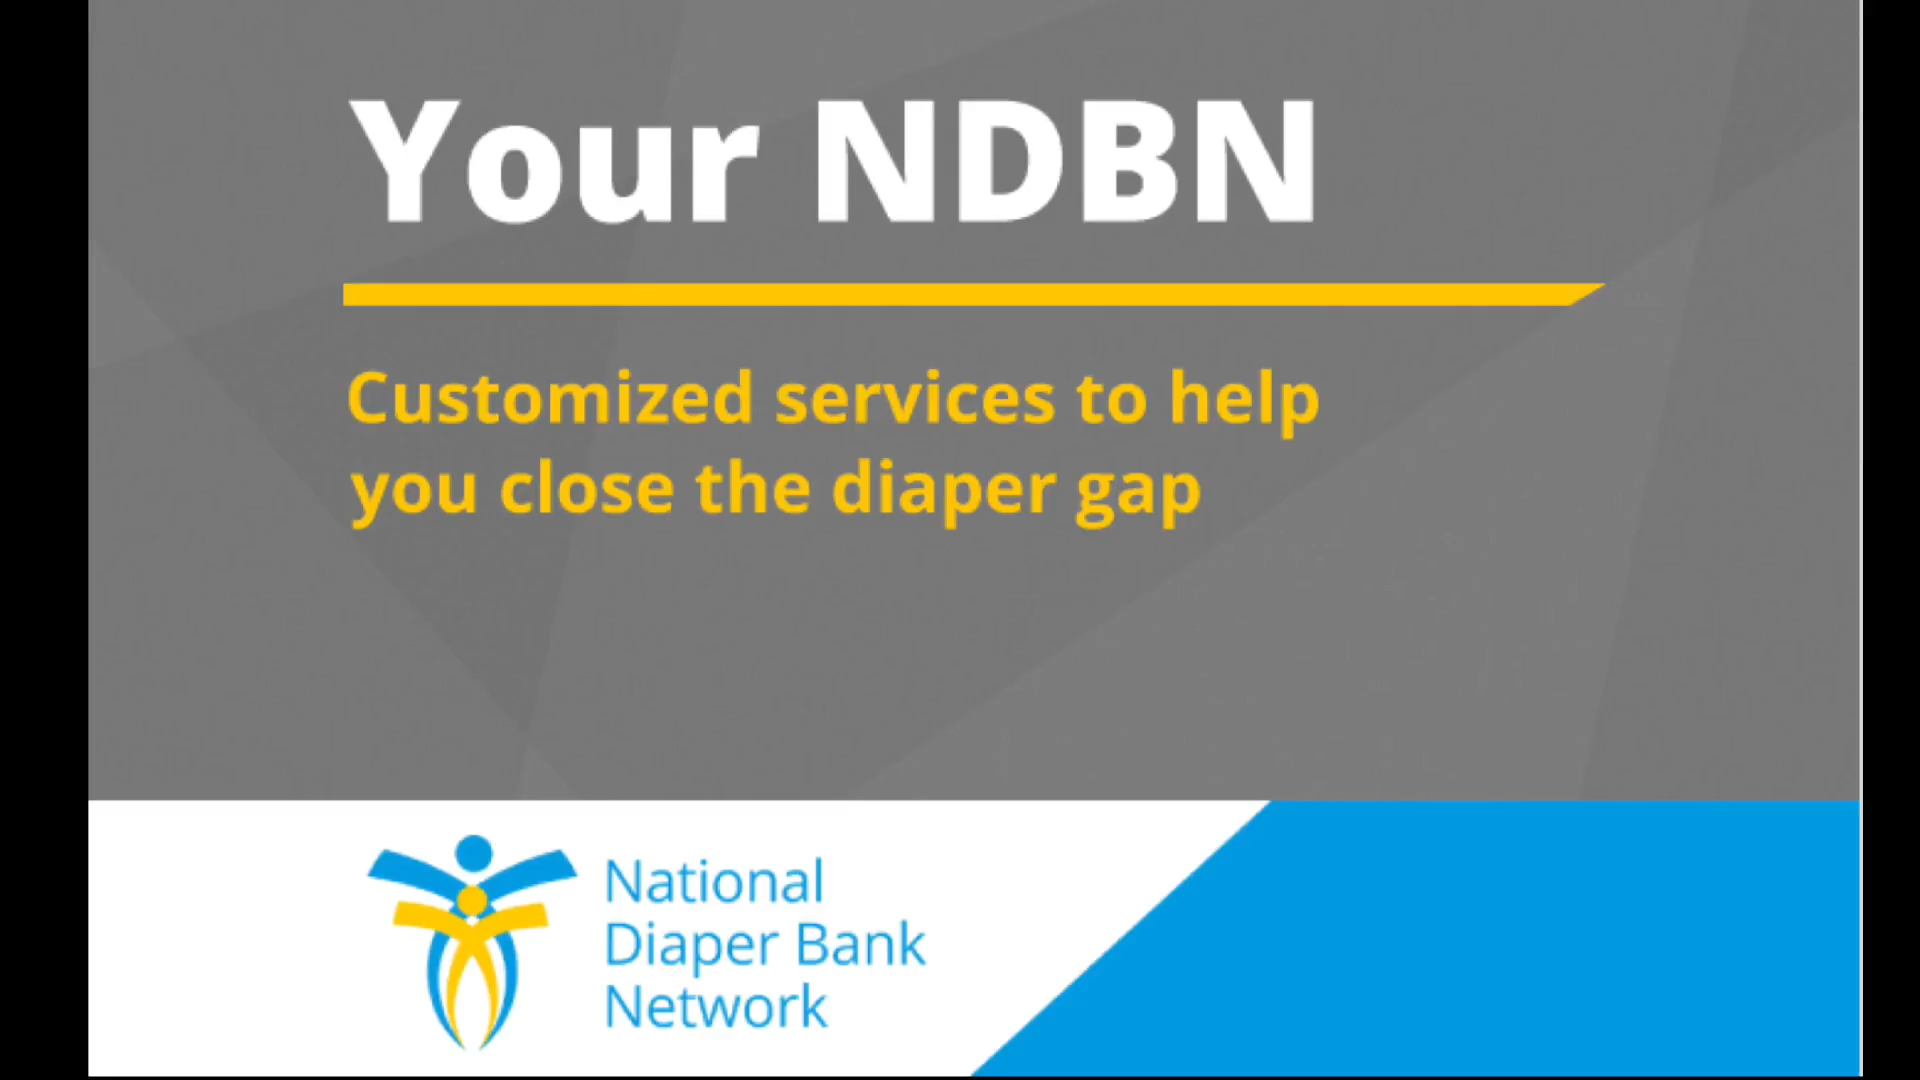 Your NDBN
Customized services to help
you close the diaper gap
National
Diaper Bank
Network